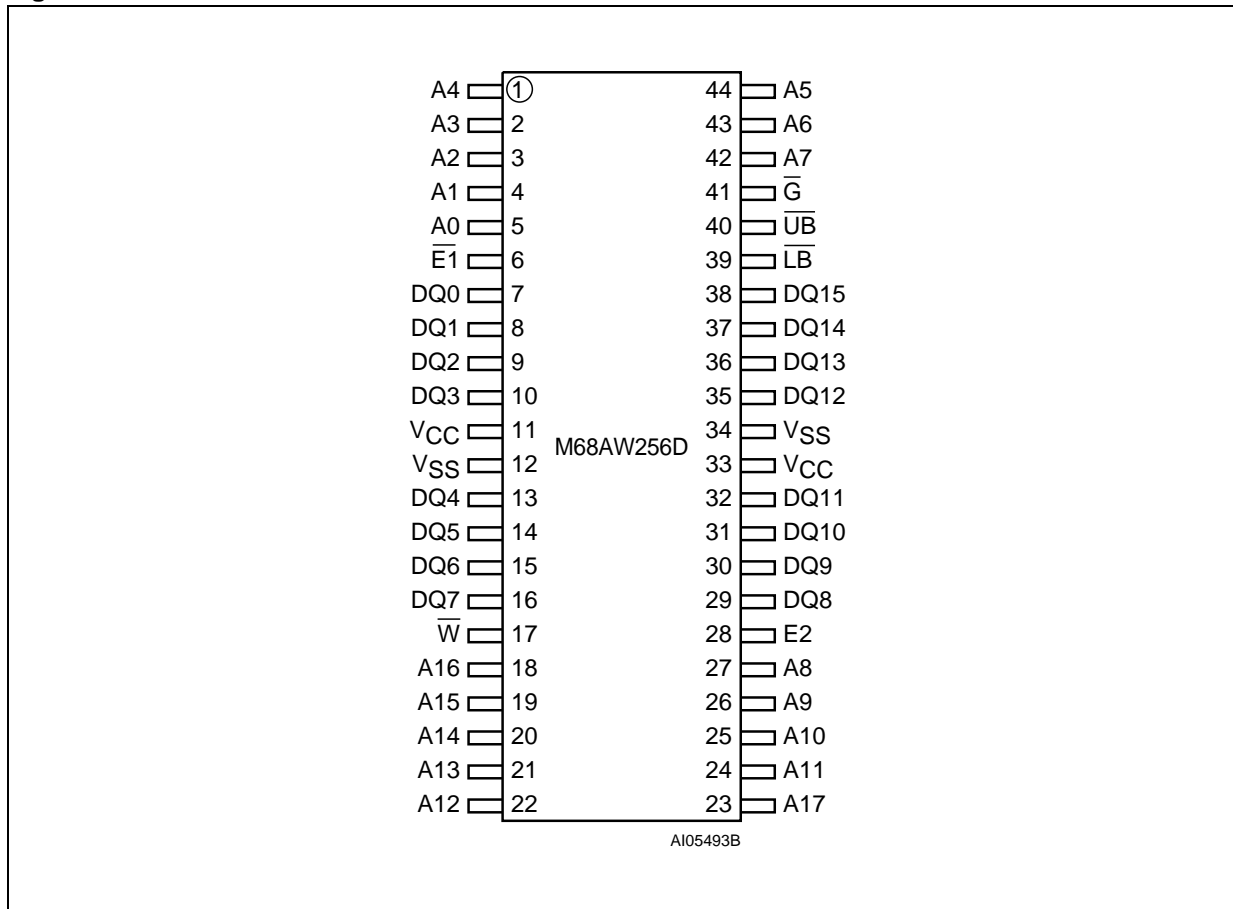 A4 1 44 A5
A3 2 43 A6
A2 3 42 A7
A1 4 41 G̅
A0 5 40 U̅B̅
E̅1̅ 6 39 L̅B̅
DQ0 7 38 DQ15
DQ1 8 37 DQ14
DQ2 9 36 DQ13
DQ3 10 35 DQ12
VCC 11 34 VSS
M68AW256D
VSS 12 33 VCC
DQ4 13 32 DQ11
DQ5 14 31 DQ10
DQ6 15 30 DQ9
DQ7 16 29 DQ8
W̅ 17 28 E2
A16 18 27 A8
A15 19 26 A9
A14 20 25 A10
A13 21 24 A11
A12 22 23 A17
AI05493B